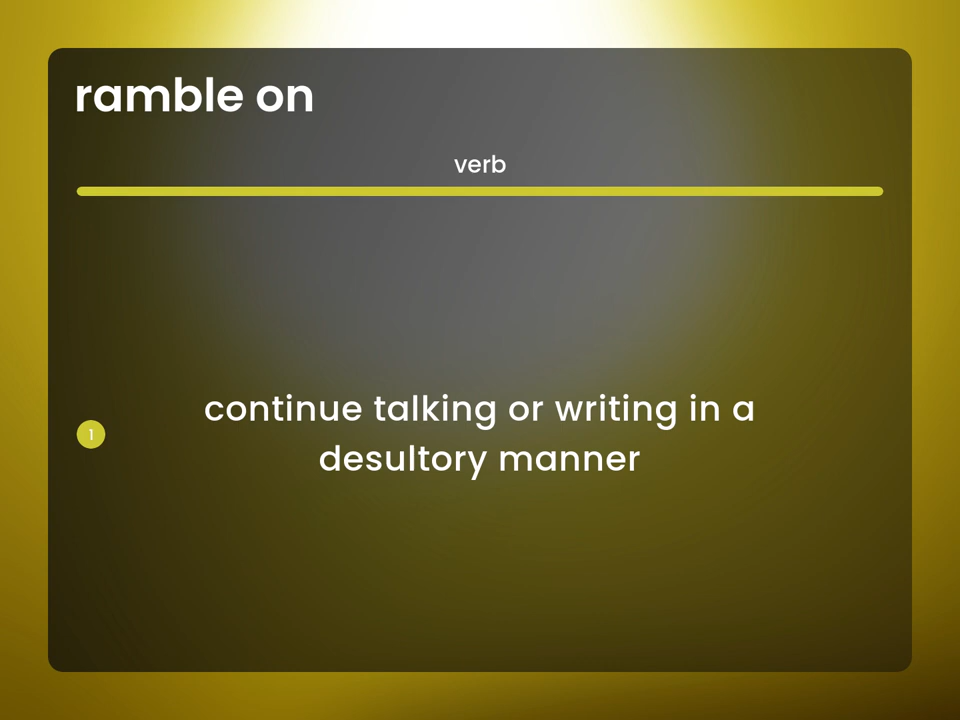 ramble on
verb
1
continue talking or writing in a
desultory manner